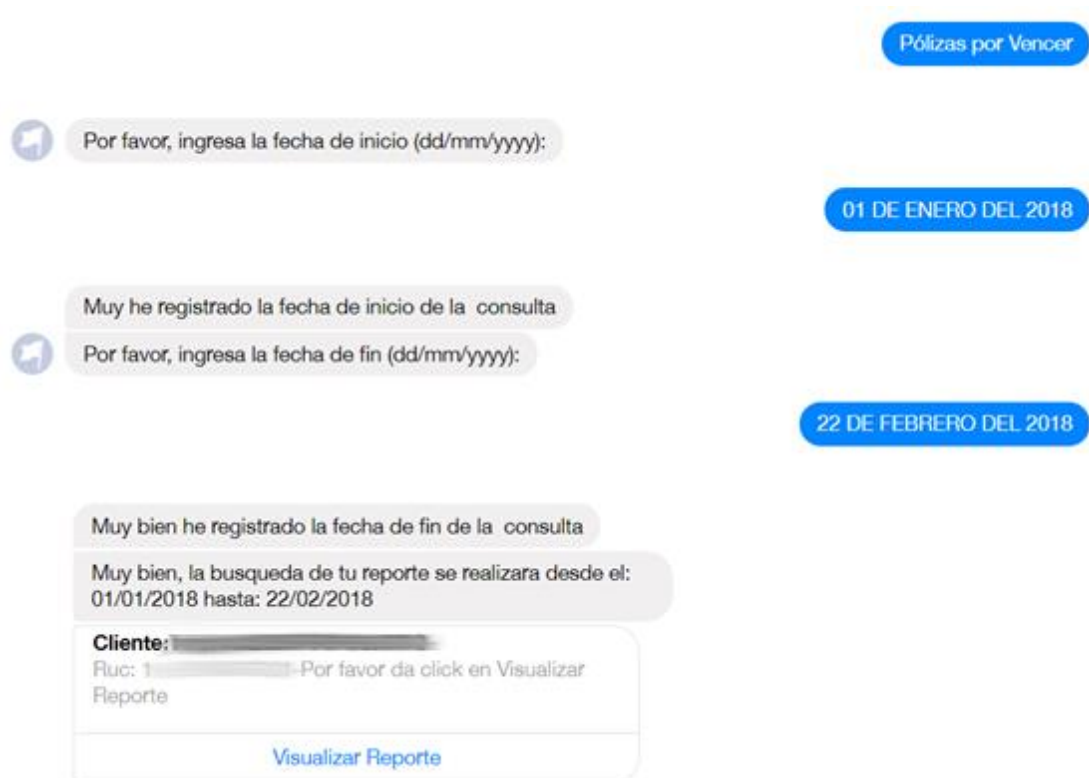 Pólizas por Vencer
Por favor, ingresa la fecha de inicio (dd/mm/yyyy):
01 DE ENERO DEL 2018
Muy he registrado la fecha de inicio de la consulta
Por favor, ingresa la fecha de fin (dd/mm/yyyy):
22 DE FEBRERO DEL 2018
Muy bien he registrado la fecha de fin de la consulta
Muy bien, la busqueda de tu reporte se realizara desde el:
01/01/2018 hasta: 22/02/2018
Cliente:
Ruc: 1 -Por favor da click en Visualizar
Reporte
Visualizar Reporte